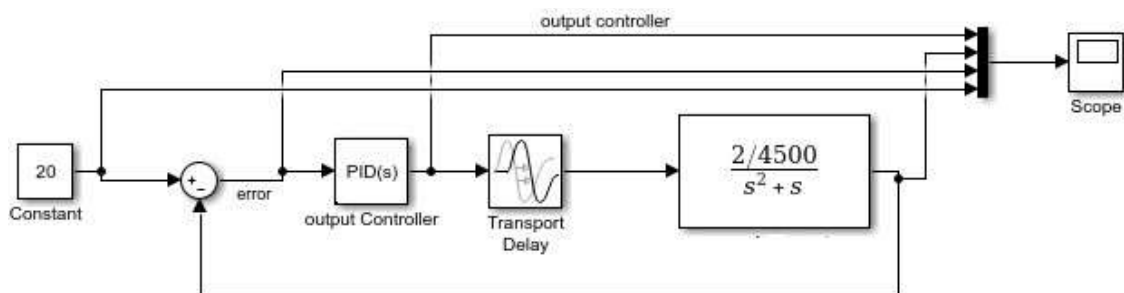 output controller
Scope
20
Constant
+
−
error
PID(s)
output Controller
Transport
Delay
2/4500
s² + s